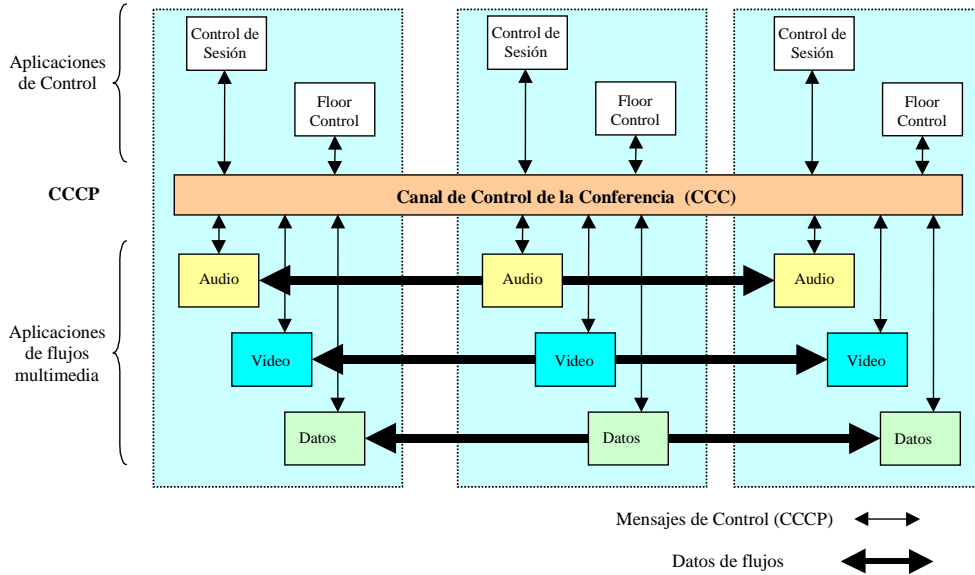 Aplicaciones
de Control
Control de
Sesión
Floor
Control
Control de
Sesión
Floor
Control
Control de
Sesión
Floor
Control
CCCP
Canal de Control de la Conferencia (CCC)
Aplicaciones
de flujos
multimedia
Audio
Audio
Audio
Video
Video
Video
Datos
Datos
Datos
Mensajes de Control (CCCP)
Datos de flujos